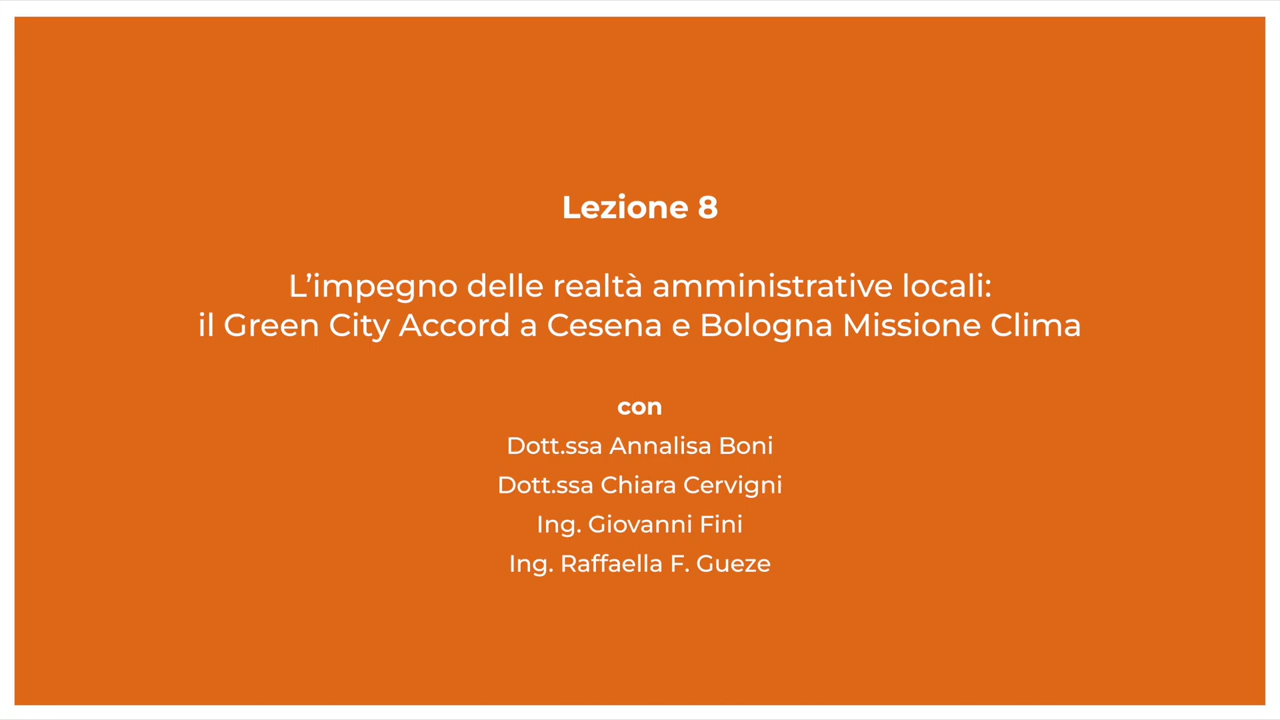 Lezione 8
L’impegno delle realtà amministrative locali:
il Green City Accord a Cesena e Bologna Missione Clima
con
Dott.ssa Annalisa Boni
Dott.ssa Chiara Cervigni
Ing. Giovanni Fini
Ing. Raffaella F. Gueze